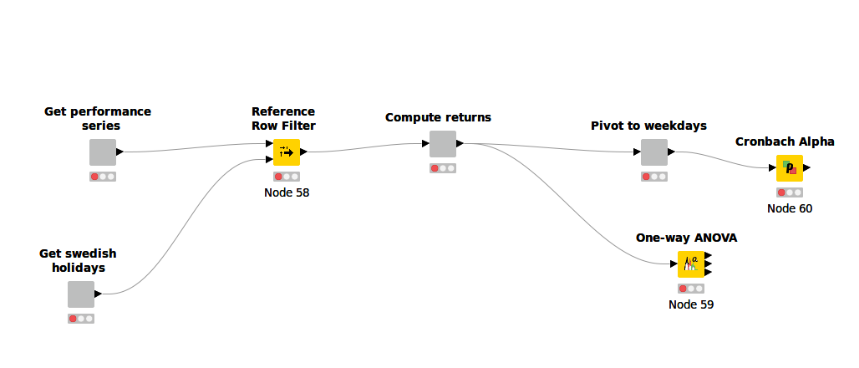 Get performance
series
Reference
Row Filter
Node 58
Compute returns
Pivot to weekdays
Cronbach Alpha
Node 60
Get swedish
holidays
One-way ANOVA
Node 59